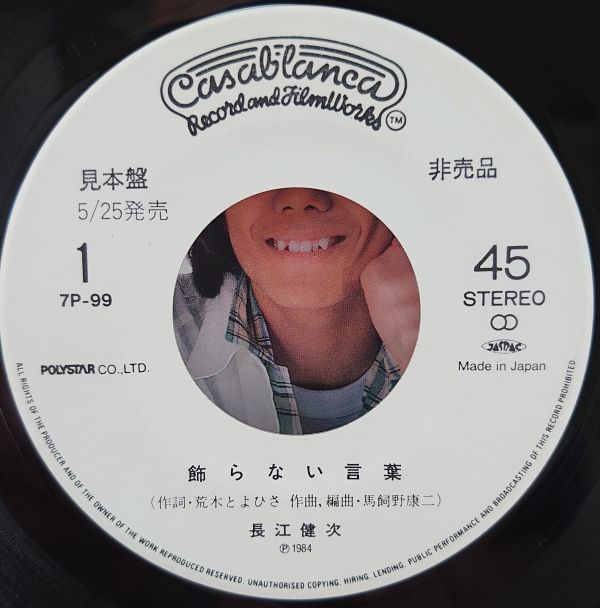 Casablanca
Record and FilmWorks TM
見本盤
非売品
5/25発売
1
45
7P-99
STEREO
JASRAC
POLYSTAR CO.,LTD.
Made in Japan
飾らない言葉
(作詞・荒木とよひさ 作曲,編曲・馬飼野康二)
長江健次
Ⓟ1984
ALL RIGHTS OF THE PRODUCER AND OF THE OWNER OF THE WORK REPRODUCED RESERVED. UNAUTHORISED COPYING, HIRING, LENDING, PUBLIC PERFORMANCE AND BROADCASTING OF THIS RECORD PROHIBITED.